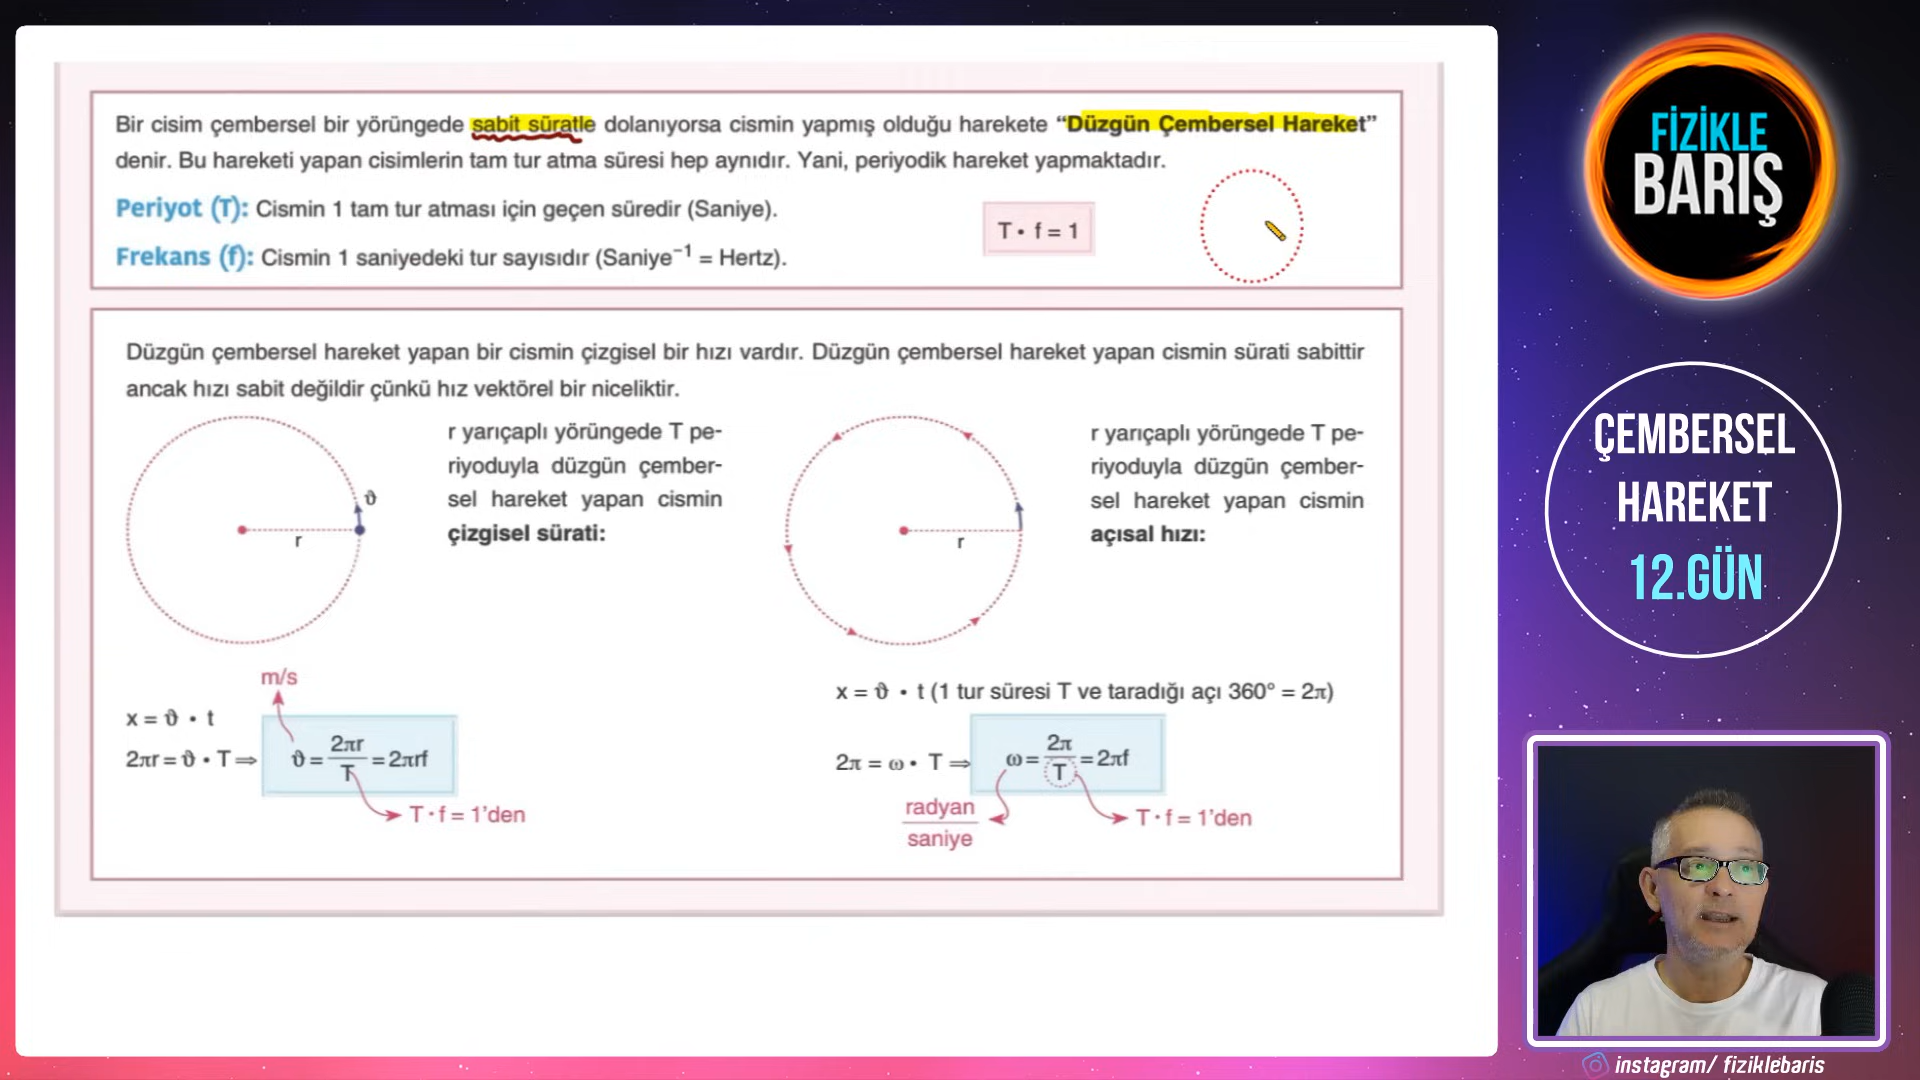 Bir cisim çembersel bir yörüngede sabit süratle dolanıyorsa cismin yapmış olduğu harekete “Düzgün Çembersel Hareket”
denir. Bu hareketi yapan cisimlerin tam tur atma süresi hep aynıdır. Yani, periyodik hareket yapmaktadır.
Periyot (T): Cismin 1 tam tur atması için geçen süredir (Saniye).
Frekans (f): Cismin 1 saniyedeki tur sayısıdır (Saniye⁻¹ = Hertz).
T • f = 1
Düzgün çembersel hareket yapan bir cismin çizgisel bir hızı vardır. Düzgün çembersel hareket yapan cismin sürati sabittir
ancak hızı sabit değildir çünkü hız vektörel bir niceliktir.
ϑ
r
r yarıçaplı yörüngede T pe-
riyoduyla düzgün çember-
sel hareket yapan cismin
çizgisel sürati:
m/s
x = ϑ • t
2πr = ϑ • T ⇒ ϑ = 2πr/T = 2πrf
T • f = 1’den
r
r yarıçaplı yörüngede T pe-
riyoduyla düzgün çember-
sel hareket yapan cismin
açısal hızı:
x = ϑ • t (1 tur süresi T ve taradığı açı 360° = 2π)
2π = ω • T ⇒ ω = 2π/T = 2πf
radyan
saniye
T • f = 1’den
FİZİKLE
BARIŞ
ÇEMBERSEL
HAREKET
12.GÜN
instagram/ fiziklebaris